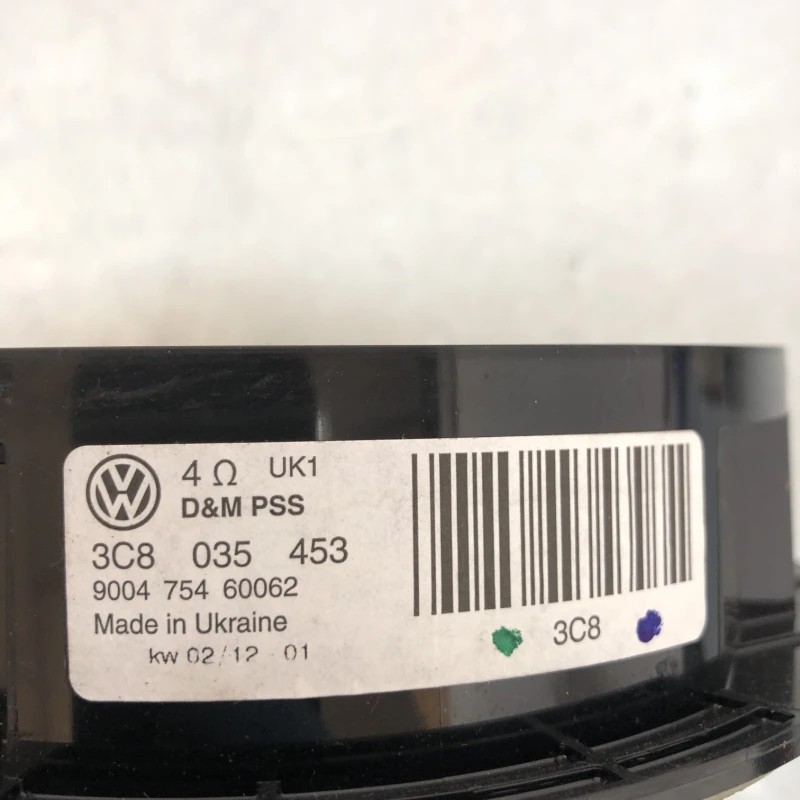 4 Ω UK1
D&M PSS
3C8 035 453
9004 754 60062
Made in Ukraine
kw 02/12 01
3C8